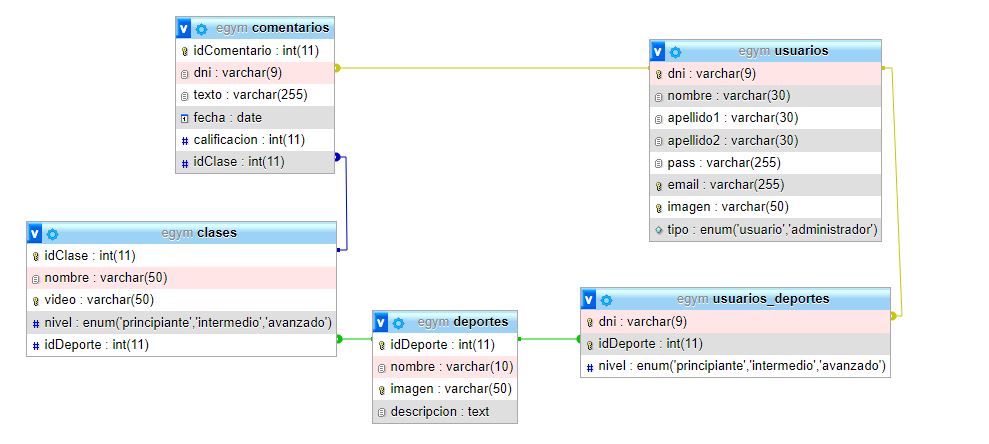 egym comentarios
idComentario : int(11)
dni : varchar(9)
texto : varchar(255)
fecha : date
# calificacion : int(11)
# idClase : int(11)
egym usuarios
dni : varchar(9)
nombre : varchar(30)
apellido1 : varchar(30)
apellido2 : varchar(30)
pass : varchar(255)
email : varchar(255)
imagen : varchar(50)
tipo : enum('usuario','administrador')
egym clases
idClase : int(11)
nombre : varchar(50)
video : varchar(50)
# nivel : enum('principiante','intermedio','avanzado')
# idDeporte : int(11)
egym deportes
idDeporte : int(11)
nombre : varchar(10)
imagen : varchar(50)
descripcion : text
egym usuarios_deportes
dni : varchar(9)
idDeporte : int(11)
# nivel : enum('principiante','intermedio','avanzado')